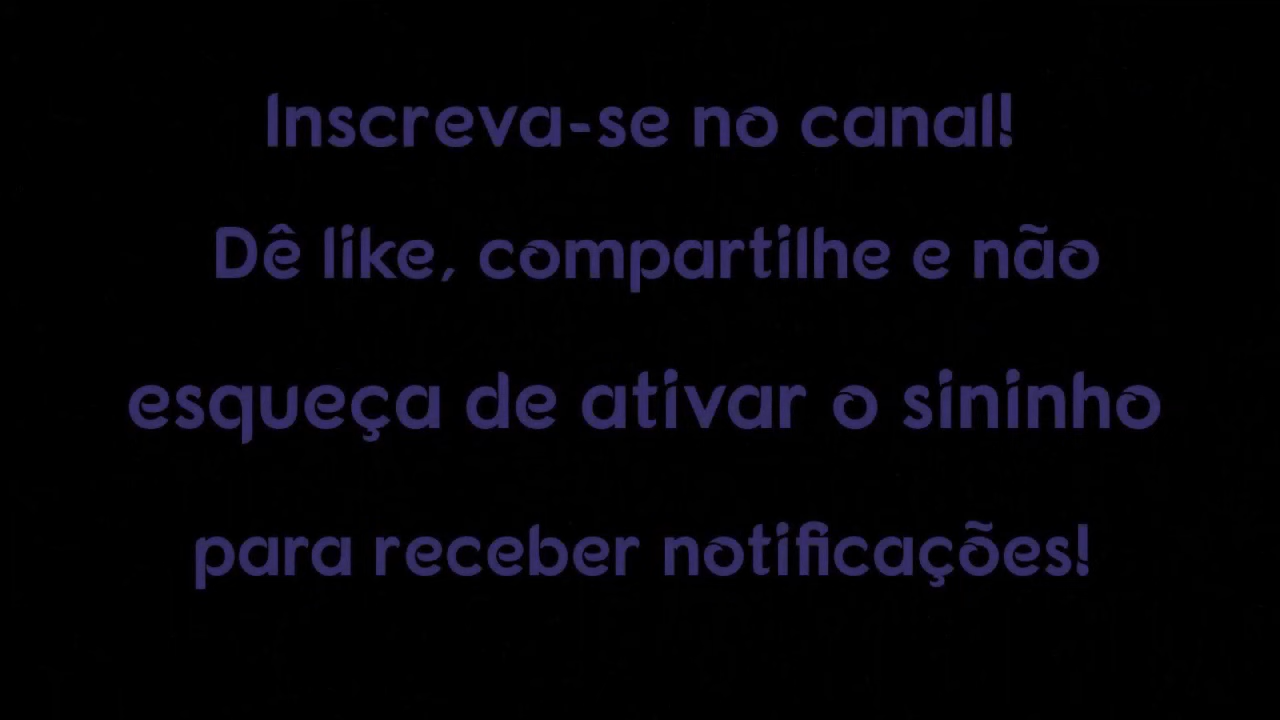 Inscreva-se no canal!
Dê like, compartilhe e não
esqueça de ativar o sininho
para receber notificações!